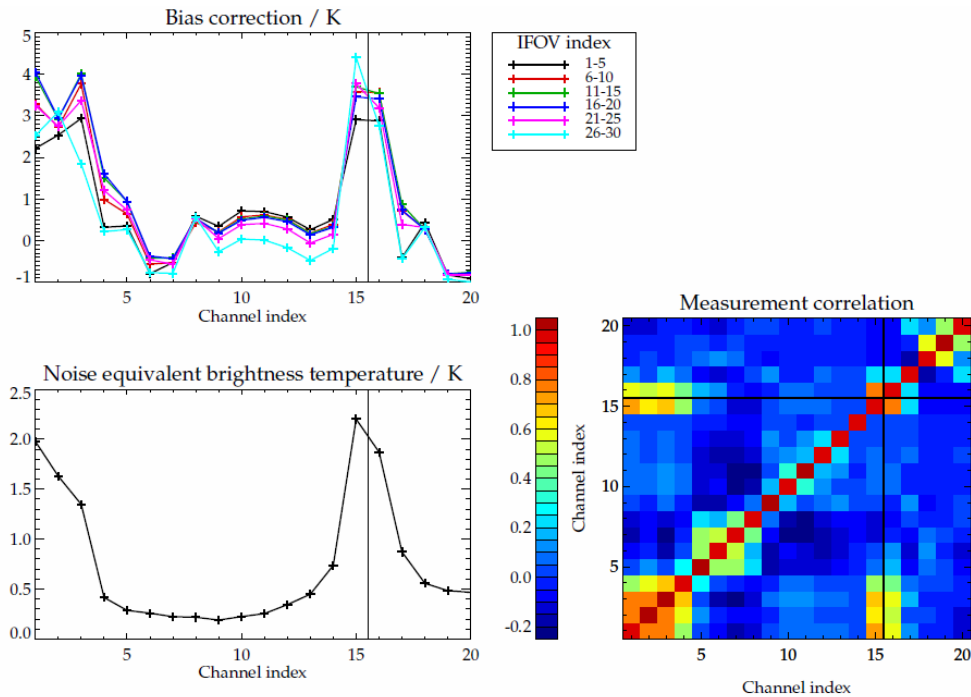 Bias correction / K
5
4
3
2
1
0
-1
5 10 15 20
Channel index
IFOV index
1-5
6-10
11-15
16-20
21-25
26-30
Noise equivalent brightness temperature / K
2.5
2.0
1.5
1.0
0.5
0.0
5 10 15 20
Channel index
Measurement correlation
1.0
0.8
0.6
0.4
0.2
0.0
-0.2
Channel index
20
15
10
5
5 10 15 20
Channel index